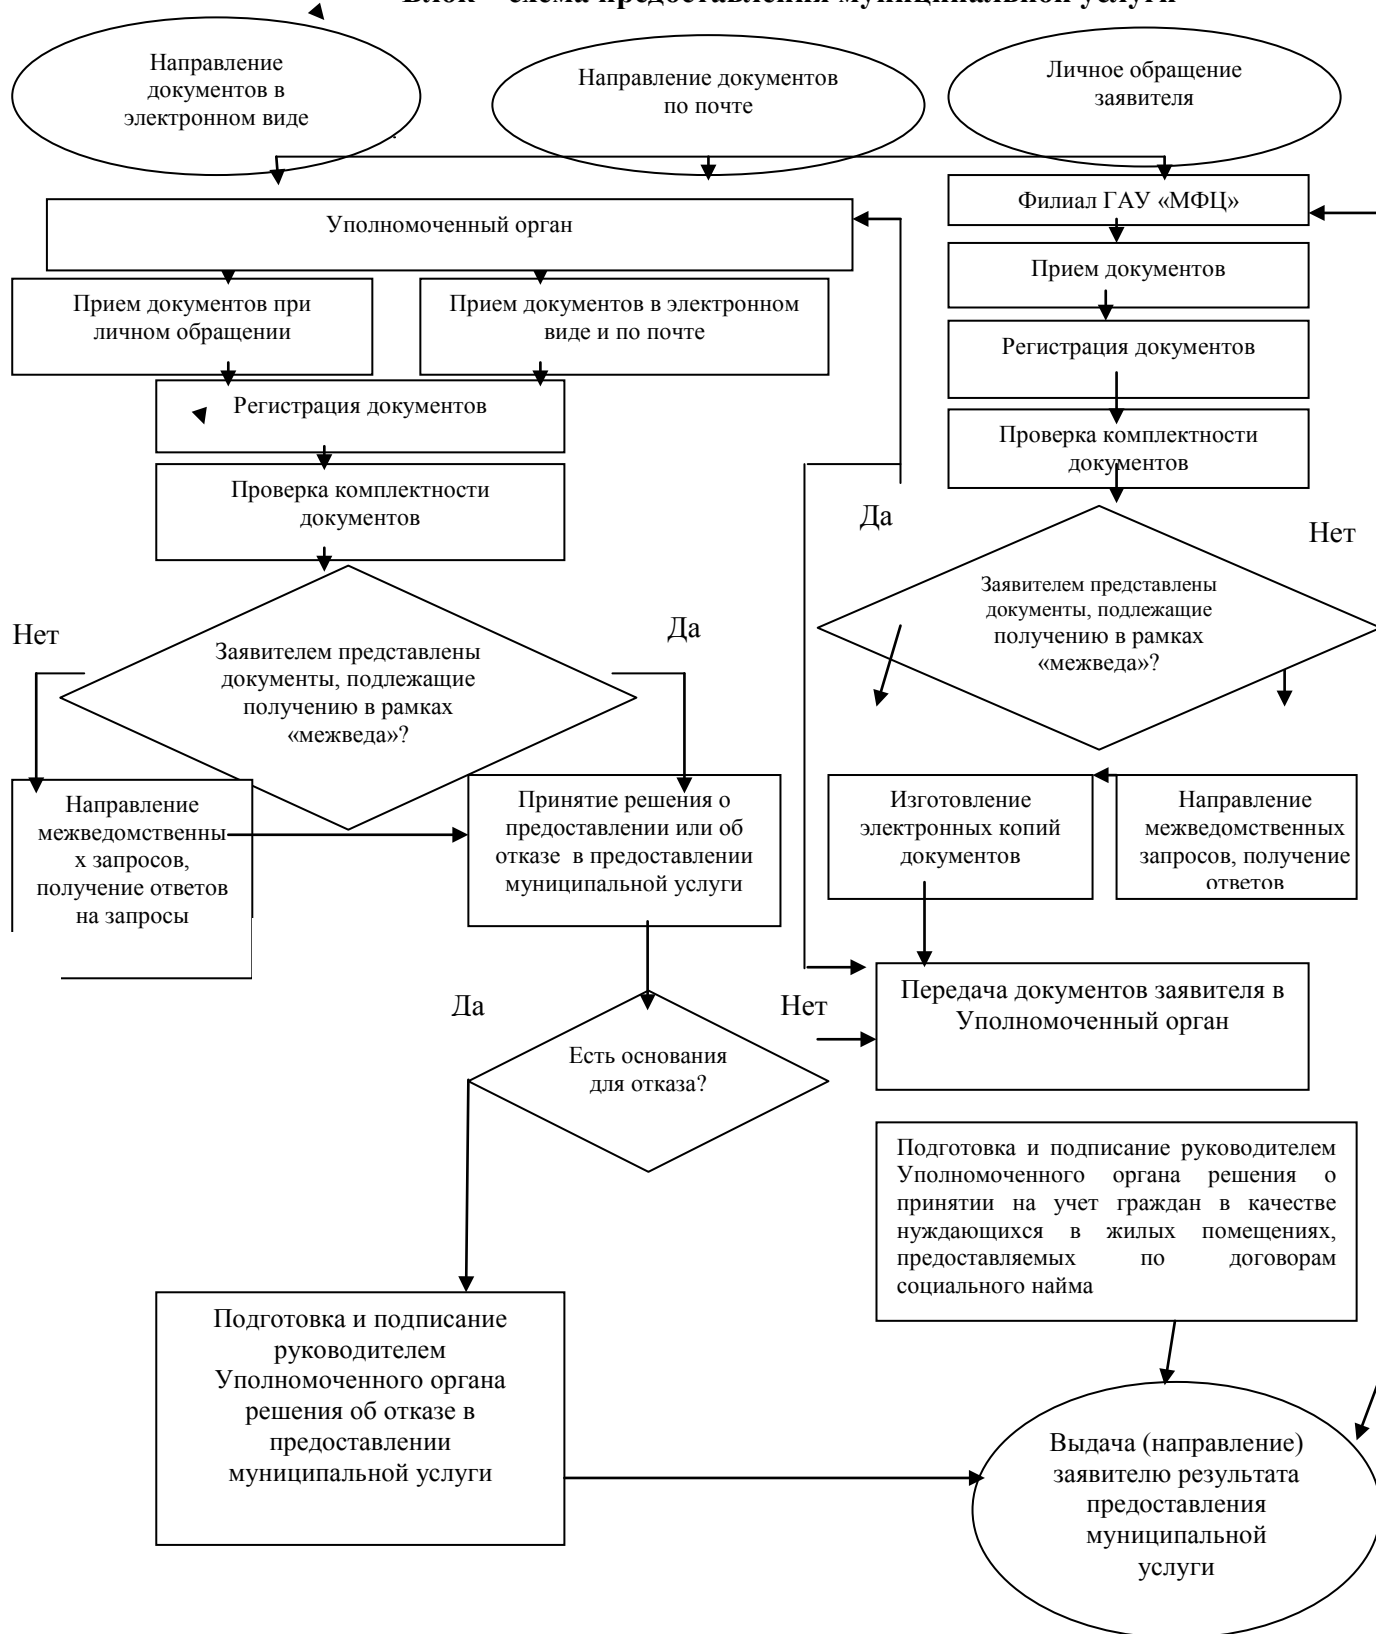 Блок – схема предоставления муниципальной услуги
Направление
документов в
электронном виде
Направление документов
по почте
Личное обращение
заявителя
Уполномоченный орган
Филиал ГАУ «МФЦ»
Прием документов при
личном обращении
Прием документов в электронном
виде и по почте
Прием документов
Регистрация документов
Регистрация документов
Проверка комплектности
документов
Проверка комплектности
документов
Да
Нет
Заявителем представлены
документы, подлежащие
получению в рамках
«межведа»?
Нет
Да
Заявителем представлены
документы, подлежащие
получению в рамках
«межведа»?
Направление
межведомственны
х запросов,
получение ответов
на запросы
Принятие решения о
предоставлении или об
отказе в предоставлении
муниципальной услуги
Изготовление
электронных копий
документов
Направление
межведомственных
запросов, получение
ответов
Передача документов заявителя в
Уполномоченный орган
Да
Нет
Есть основания
для отказа?
Подготовка и подписание руководителем
Уполномоченного органа решения о
принятии на учет граждан в качестве
нуждающихся в жилых помещениях,
предоставляемых по договорам
социального найма
Подготовка и подписание
руководителем
Уполномоченного органа
решения об отказе в
предоставлении
муниципальной услуги
Выдача (направление)
заявителю результата
предоставления
муниципальной
услуги